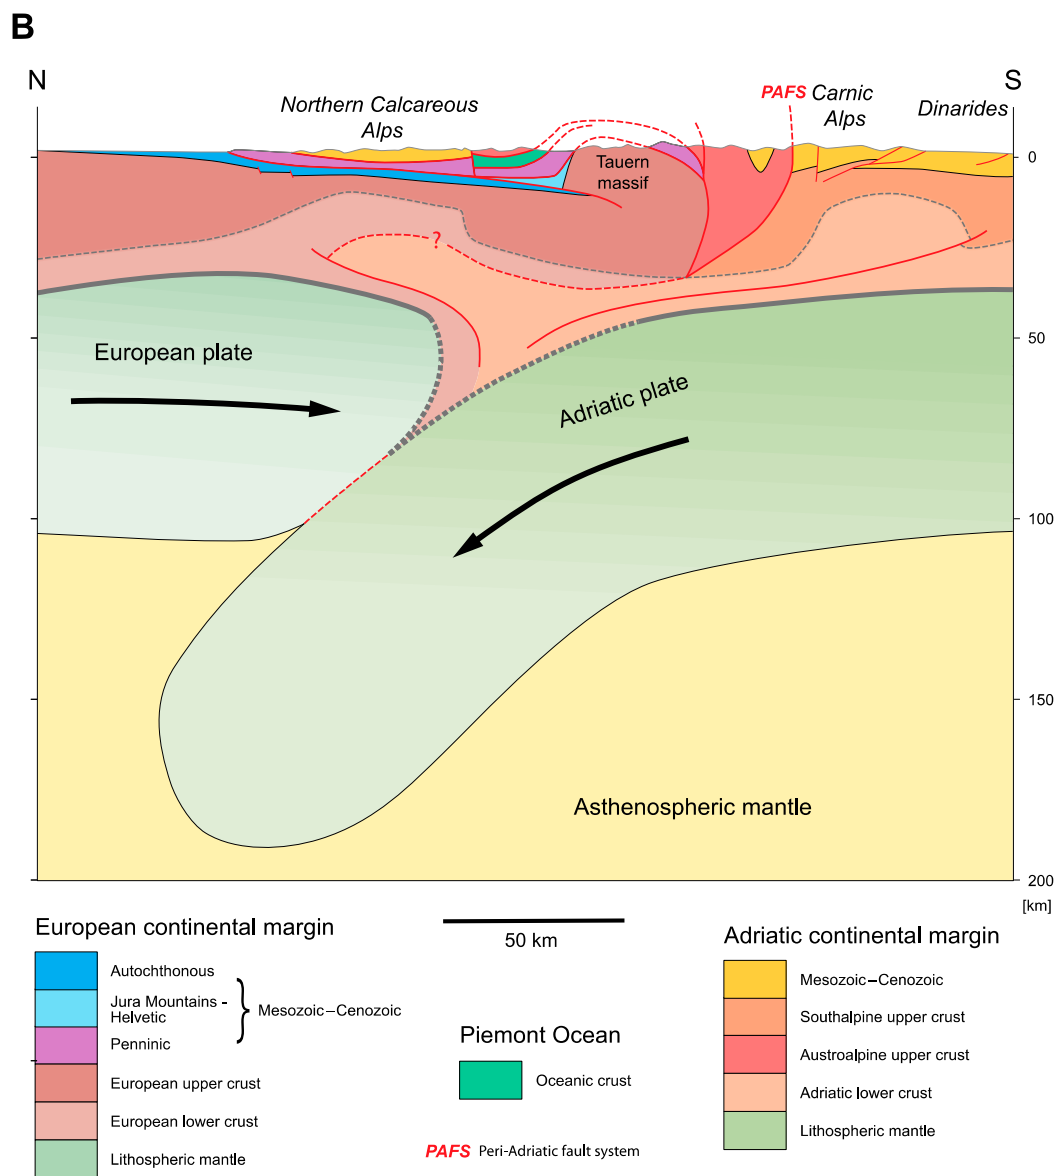 B
N
S
Northern Calcareous
Alps
PAFS
Carnic
Alps
Dinarides
Tauern
massif
?
0
European plate
50
Adriatic plate
100
150
Asthenospheric mantle
200
[km]
50 km
European continental margin
Autochthonous
Jura Mountains -
Helvetic
Penninic
Mesozoic–Cenozoic
European upper crust
European lower crust
Lithospheric mantle
Piemont Ocean
Oceanic crust
PAFS Peri-Adriatic fault system
Adriatic continental margin
Mesozoic–Cenozoic
Southalpine upper crust
Austroalpine upper crust
Adriatic lower crust
Lithospheric mantle